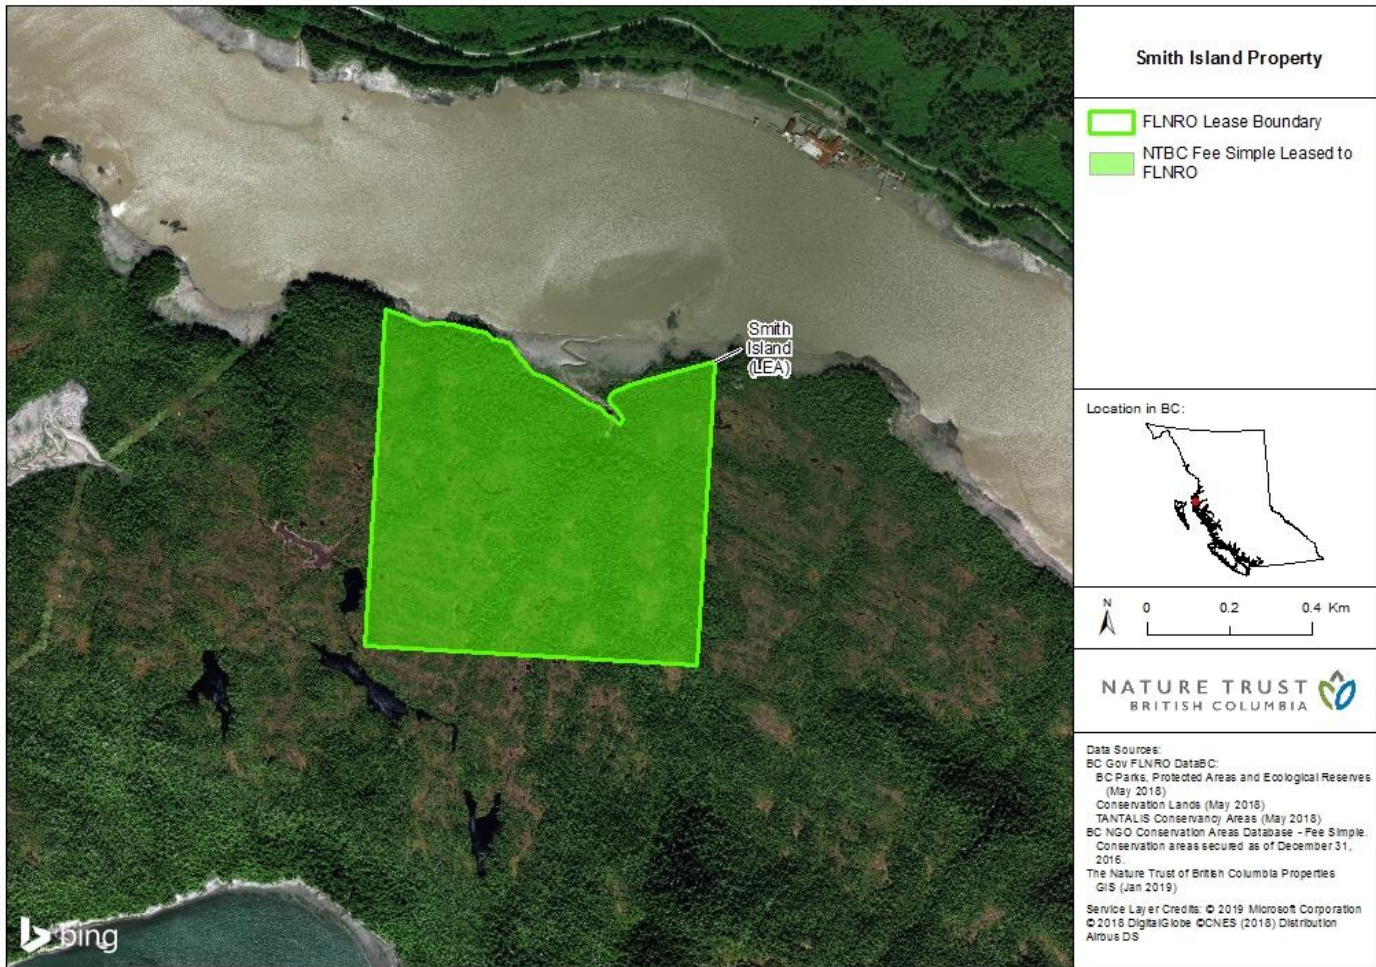 Smith Island Property
FLNRO Lease Boundary
NTBC Fee Simple Leased to
FLNRO
Smith
Island
(LEA)
Location in BC:
N
0 0.2 0.4 Km
NATURE TRUST
BRITISH COLUMBIA
Data Sources:
BC Gov FLNRO DataBC:
BC Parks, Protected Areas and Ecological Reserves
(May 2018)
Conservation Lands (May 2018)
TANTALIS Conservancy Areas (May 2018)
BC NGO Conservation Areas Database - Fee Simple.
Conservation areas secured as of December 31,
2016.
The Nature Trust of British Columbia Properties
GIS (Jan 2019)
Service Layer Credits: © 2019 Microsoft Corporation
© 2018 DigitalGlobe ©CNES (2018) Distribution
Airbus DS
bing